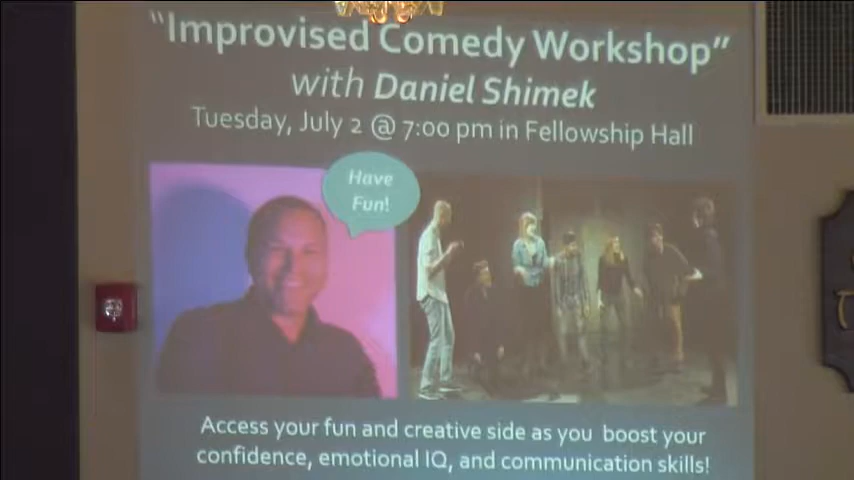 "Improvised Comedy Workshop"
with Daniel Shimek
Tuesday, July 2 @ 7:00 pm in Fellowship Hall
Have
Fun!
Access your fun and creative side as you boost your
confidence, emotional IQ, and communication skills!